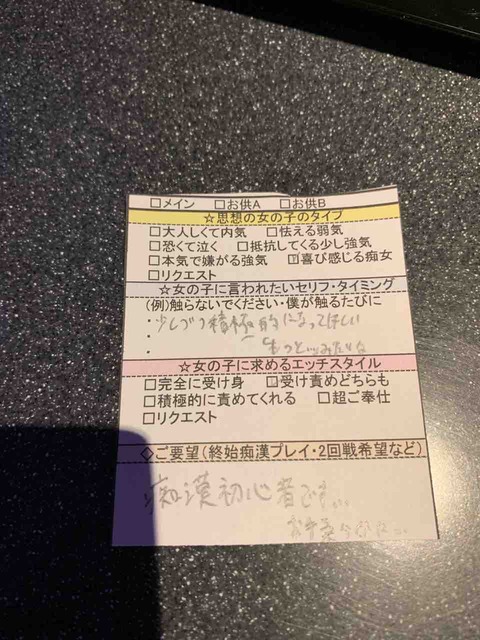 □メイン □お供A □お供B
☆思想の女の子のタイプ
□大人しくて内気 □怯える弱気
□恐くて泣く □抵抗してくる少し強気
□本気で嫌がる強気 ☑喜び感じる痴女
□リクエスト
☆女の子に言われたいセリフ・タイミング
(例)触らないでください・僕が触るたびに
・少しずつ積極的になってほしい
・もっと…みたいな
・
☆女の子に求めるエッチスタイル
□完全に受け身 ☑受け責めどちらも
□積極的に責めてくれる □超ご奉仕
□リクエスト
◇ご要望(終始痴漢プレイ・2回戦希望など)
痴漢初心者です…